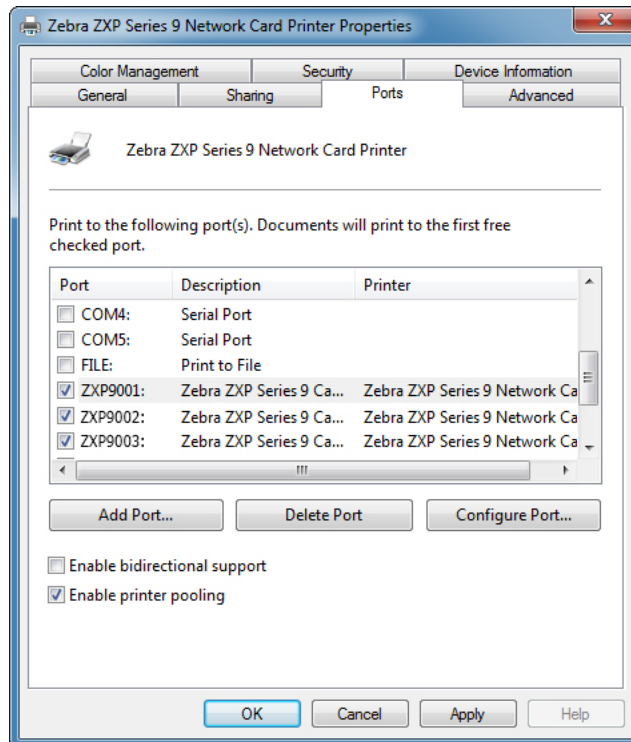 Zebra ZXP Series 9 Network Card Printer Properties
Color Management Security Device Information
General Sharing Ports Advanced
Zebra ZXP Series 9 Network Card Printer
Print to the following port(s). Documents will print to the first free
checked port.
Port Description Printer
COM4: Serial Port
COM5: Serial Port
FILE: Print to File
ZXP9001: Zebra ZXP Series 9 Ca... Zebra ZXP Series 9 Network Ca
ZXP9002: Zebra ZXP Series 9 Ca... Zebra ZXP Series 9 Network Ca
ZXP9003: Zebra ZXP Series 9 Ca... Zebra ZXP Series 9 Network Ca
Add Port... Delete Port Configure Port...
Enable bidirectional support
Enable printer pooling
OK Cancel Apply Help